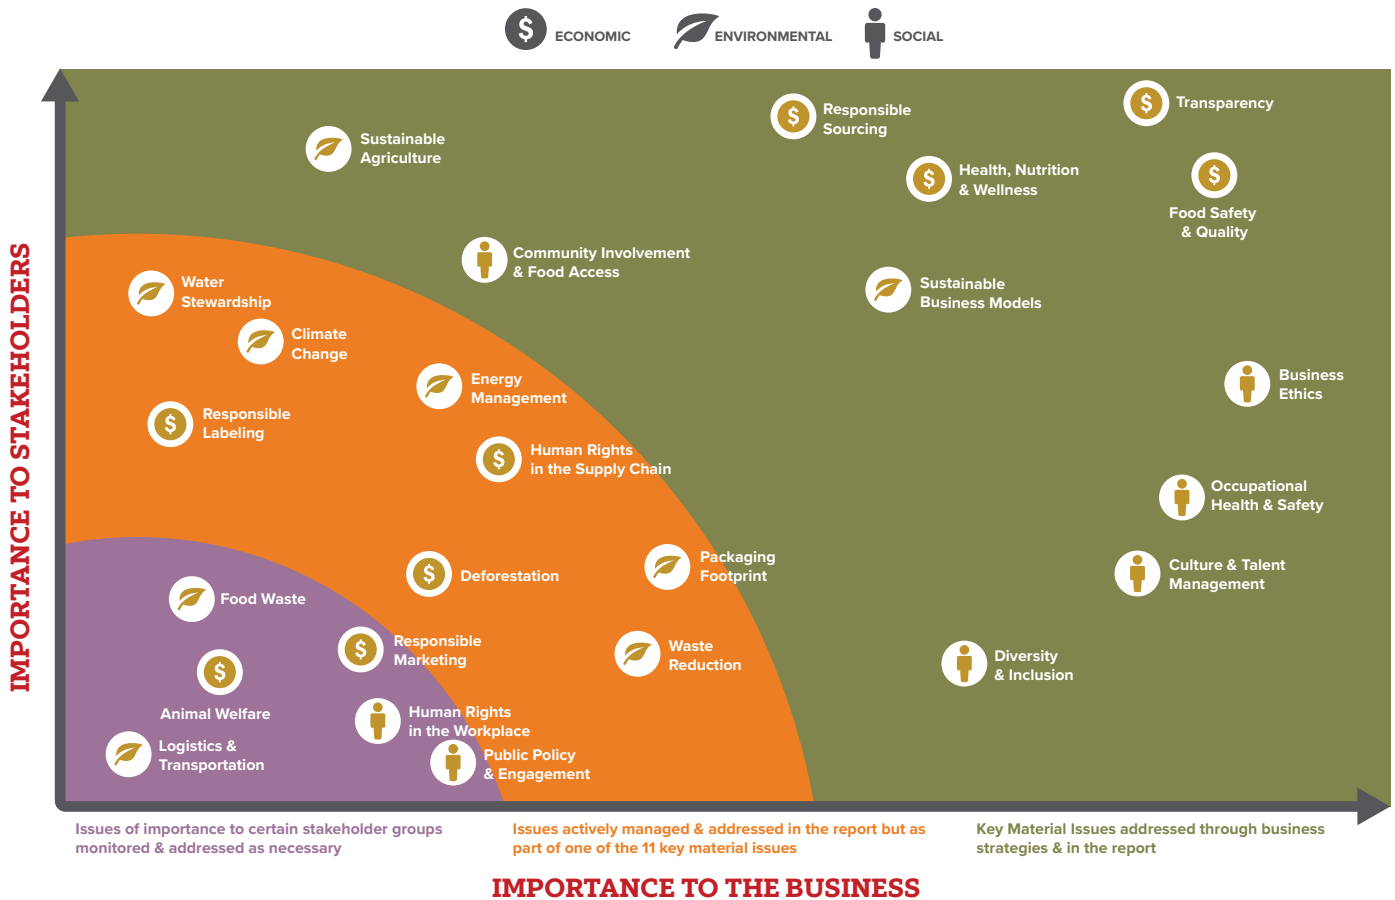 $ ECONOMIC
ENVIRONMENTAL
SOCIAL
IMPORTANCE TO STAKEHOLDERS
Sustainable
Agriculture
$ Responsible
Sourcing
$ Transparency
$ Health, Nutrition
& Wellness
$
Food Safety
& Quality
Community Involvement
& Food Access
Sustainable
Business Models
Water
Stewardship
Climate
Change
Energy
Management
Business
Ethics
$ Responsible
Labeling
$ Human Rights
in the Supply Chain
Occupational
Health & Safety
$ Deforestation
Packaging
Footprint
Culture & Talent
Management
Food Waste
$ Responsible
Marketing
Waste
Reduction
Diversity
& Inclusion
$
Animal Welfare
Human Rights
in the Workplace
Logistics &
Transportation
Public Policy
& Engagement
Issues of importance to certain stakeholder groups
monitored & addressed as necessary
Issues actively managed & addressed in the report but as
part of one of the 11 key material issues
Key Material Issues addressed through business
strategies & in the report
IMPORTANCE TO THE BUSINESS